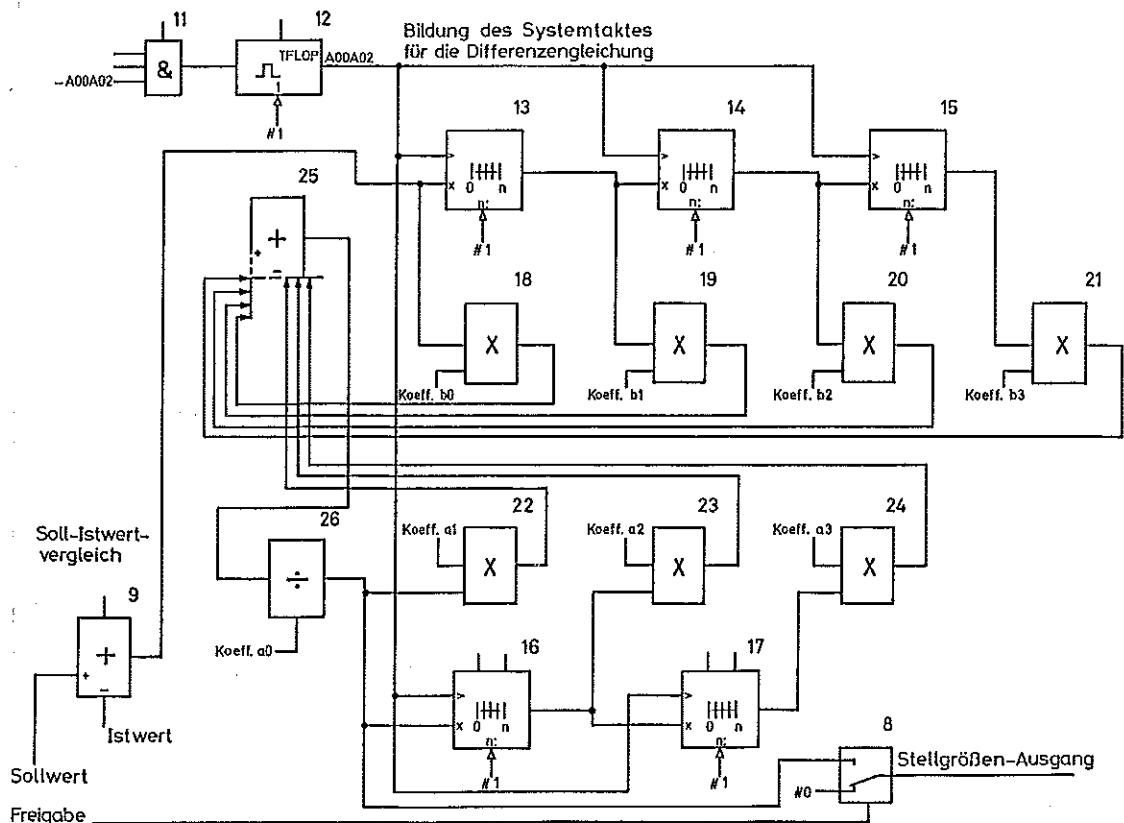 11
12
Bildung des Systemtaktes
für die Differenzengleichung
TFLOP
A00A02
&
-A00A02
1
#1
13
14
15
>
x
0 n
n:
#1
>
x
0 n
n:
#1
>
x
0 n
n:
#1
25
+
+
-
18
19
20
21
X
X
X
X
Koeff. b0
Koeff. b1
Koeff. b2
Koeff. b3
22
23
24
Koeff. a1
Koeff. a2
Koeff. a3
X
X
X
26
÷
Koeff. a0
Soll-Istwert-
vergleich
9
+
+
-
Istwert
Sollwert
16
17
>
x
0 n
n:
#1
>
x
0 n
n:
#1
8
Stellgrößen-Ausgang
#0
Freigabe